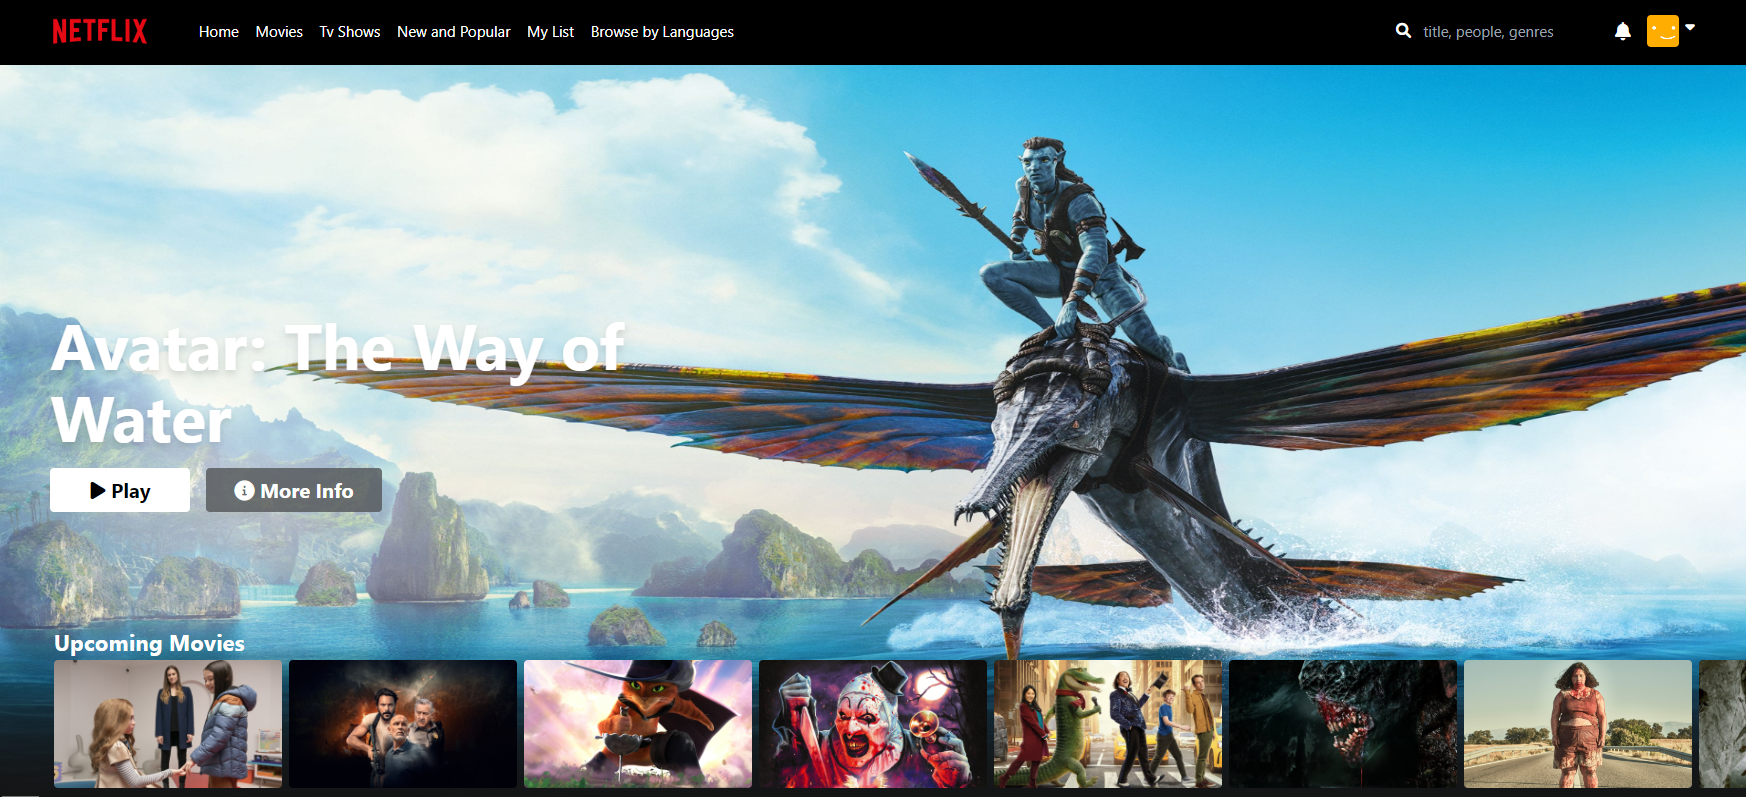 NETFLIX
Home Movies Tv Shows New and Popular My List Browse by Languages
title, people, genres
Avatar: The Way of
Water
Play
More Info
Upcoming Movies